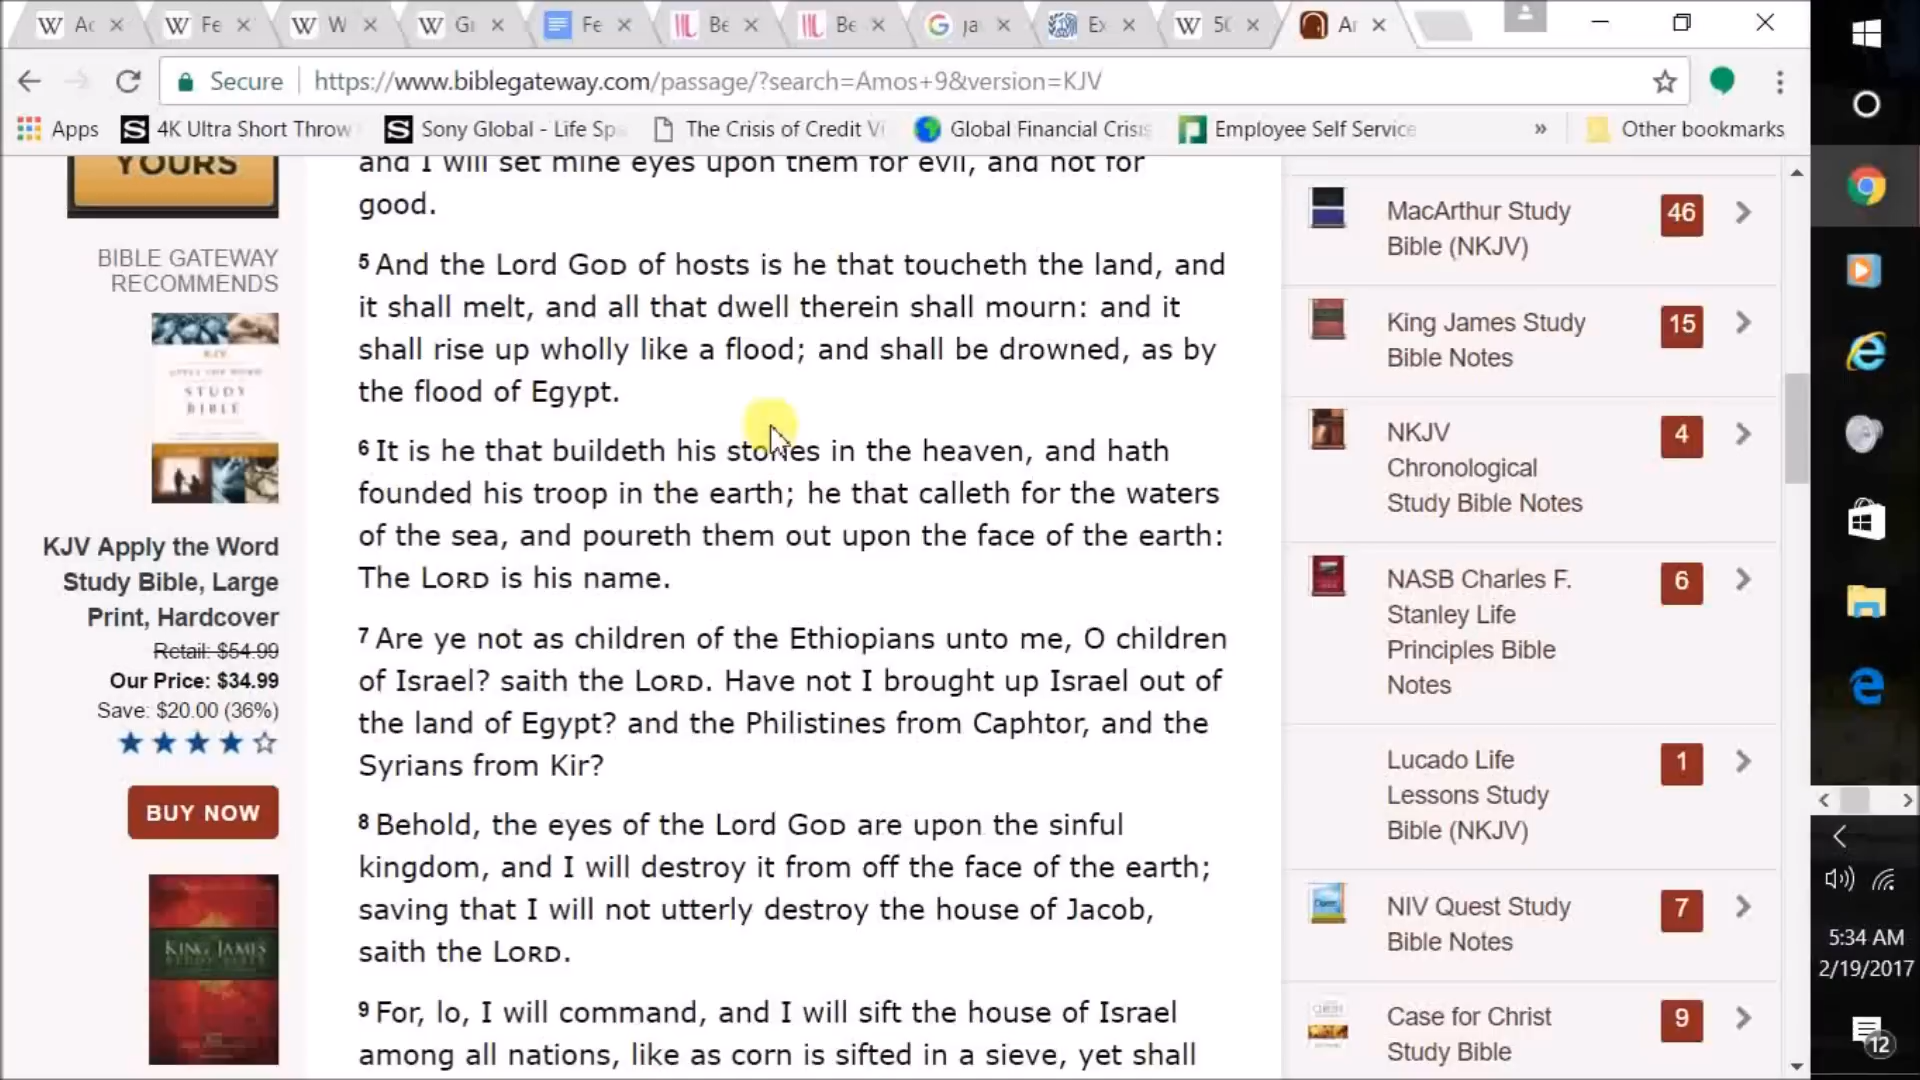 Ac
Fe
W
Gr
Fe
Be
Be
ja
Ex
50
Secure
https://www.biblegateway.com/passage/?search=Amos+9&version=KJV
Apps
4K Ultra Short Throw
Sony Global - Life Sp
The Crisis of Credit Vi
Global Financial Crisis
Employee Self Service
»
Other bookmarks
YOURS
BIBLE GATEWAY
RECOMMENDS
STUDY
BIBLE
KJV Apply the Word
Study Bible, Large
Print, Hardcover
Retail: $54.99
Our Price: $34.99
Save: $20.00 (36%)
BUY NOW
KING JAMES
and I will set mine eyes upon them for evil, and not for
good.
5 And the Lord GOD of hosts is he that toucheth the land, and
it shall melt, and all that dwell therein shall mourn: and it
shall rise up wholly like a flood; and shall be drowned, as by
the flood of Egypt.
6 It is he that buildeth his stories in the heaven, and hath
founded his troop in the earth; he that calleth for the waters
of the sea, and poureth them out upon the face of the earth:
The LORD is his name.
7 Are ye not as children of the Ethiopians unto me, O children
of Israel? saith the LORD. Have not I brought up Israel out of
the land of Egypt? and the Philistines from Caphtor, and the
Syrians from Kir?
8 Behold, the eyes of the Lord GOD are upon the sinful
kingdom, and I will destroy it from off the face of the earth;
saving that I will not utterly destroy the house of Jacob,
saith the LORD.
9 For, lo, I will command, and I will sift the house of Israel
among all nations, like as corn is sifted in a sieve, yet shall
MacArthur Study
Bible (NKJV)
46
King James Study
Bible Notes
15
NKJV
Chronological
Study Bible Notes
4
NASB Charles F.
Stanley Life
Principles Bible
Notes
6
Lucado Life
Lessons Study
Bible (NKJV)
1
NIV Quest Study
Bible Notes
7
Case for Christ
Study Bible
9
5:34 AM
2/19/2017
12